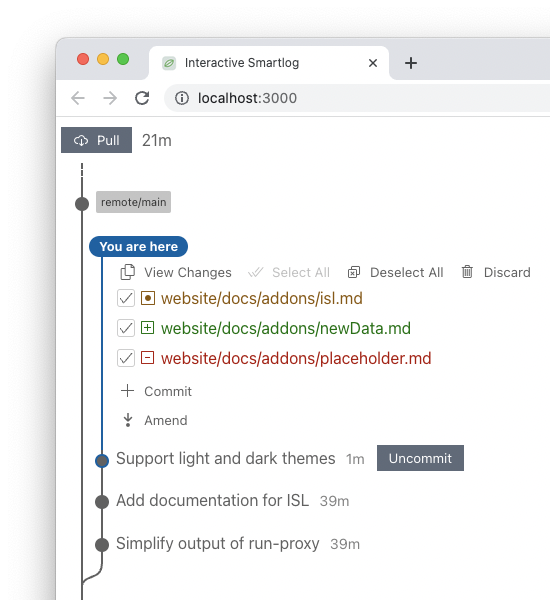 Interactive Smartlog
localhost:3000
Pull 21m
remote/main
You are here
View Changes Select All Deselect All Discard
website/docs/addons/isl.md
website/docs/addons/newData.md
website/docs/addons/placeholder.md
Commit
Amend
Support light and dark themes 1m Uncommit
Add documentation for ISL 39m
Simplify output of run-proxy 39m